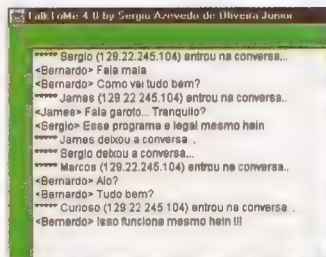 TalkToMe 4.0 by Sergio Azevedo de Oliveira Junior
***** Sergio (129.22.245.104) entrou na conversa...
<Bernardo> Fala maia
<Bernardo> Como vai tudo bem?
***** James (129 22 245.104) entrou na conversa..
<James> Fala garoto... Tranquilo?
<Sergio> Esse programa e legal mesmo hein
***** James deixou a conversa .
***** Sergio deixou a conversa...
***** Marcos (129.22.245.104) entrou na conversa..
<Bernardo> Alo?
<Bernardo> Tudo bem?
***** Curioso (129 22 245.104) entrou na conversa .
<Bernardo> Isso funciona mesmo hein !!!